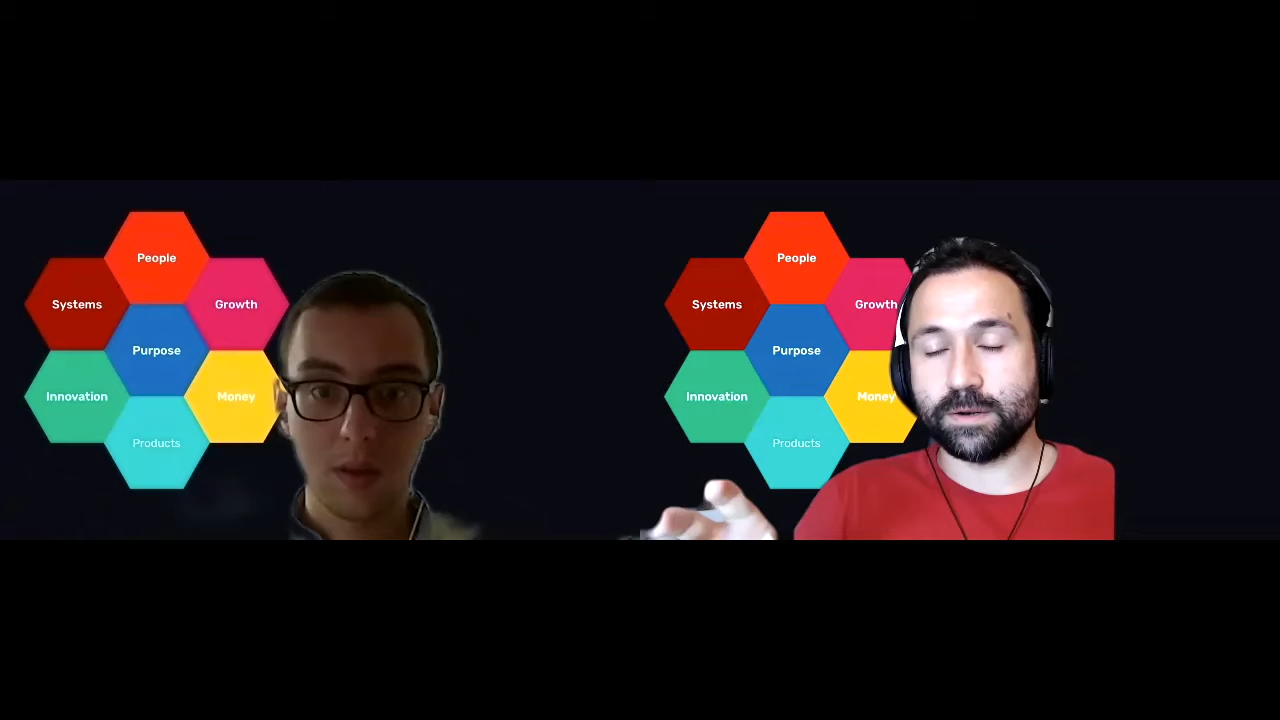 People
Systems
Growth
Purpose
Innovation
Money
Products
People
Systems
Growth
Purpose
Innovation
Money
Products